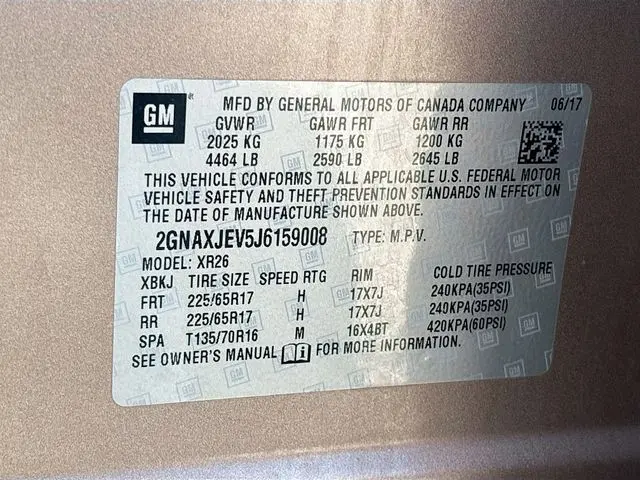 GM
MFD BY GENERAL MOTORS OF CANADA COMPANY 06/17
GVWR GAWR FRT GAWR RR
2025 KG 1175 KG 1200 KG
4464 LB 2590 LB 2645 LB
THIS VEHICLE CONFORMS TO ALL APPLICABLE U.S. FEDERAL MOTOR
VEHICLE SAFETY AND THEFT PREVENTION STANDARDS IN EFFECT ON
THE DATE OF MANUFACTURE SHOWN ABOVE.
2GNAXJEV5J6159008 TYPE: M.P.V.
MODEL: XR26
XBKJ TIRE SIZE SPEED RTG RIM COLD TIRE PRESSURE
FRT 225/65R17 H 17X7J 240KPA(35PSI)
RR 225/65R17 H 17X7J 240KPA(35PSI)
SPA T135/70R16 M 16X4BT 420KPA(60PSI)
SEE OWNER'S MANUAL FOR MORE INFORMATION.